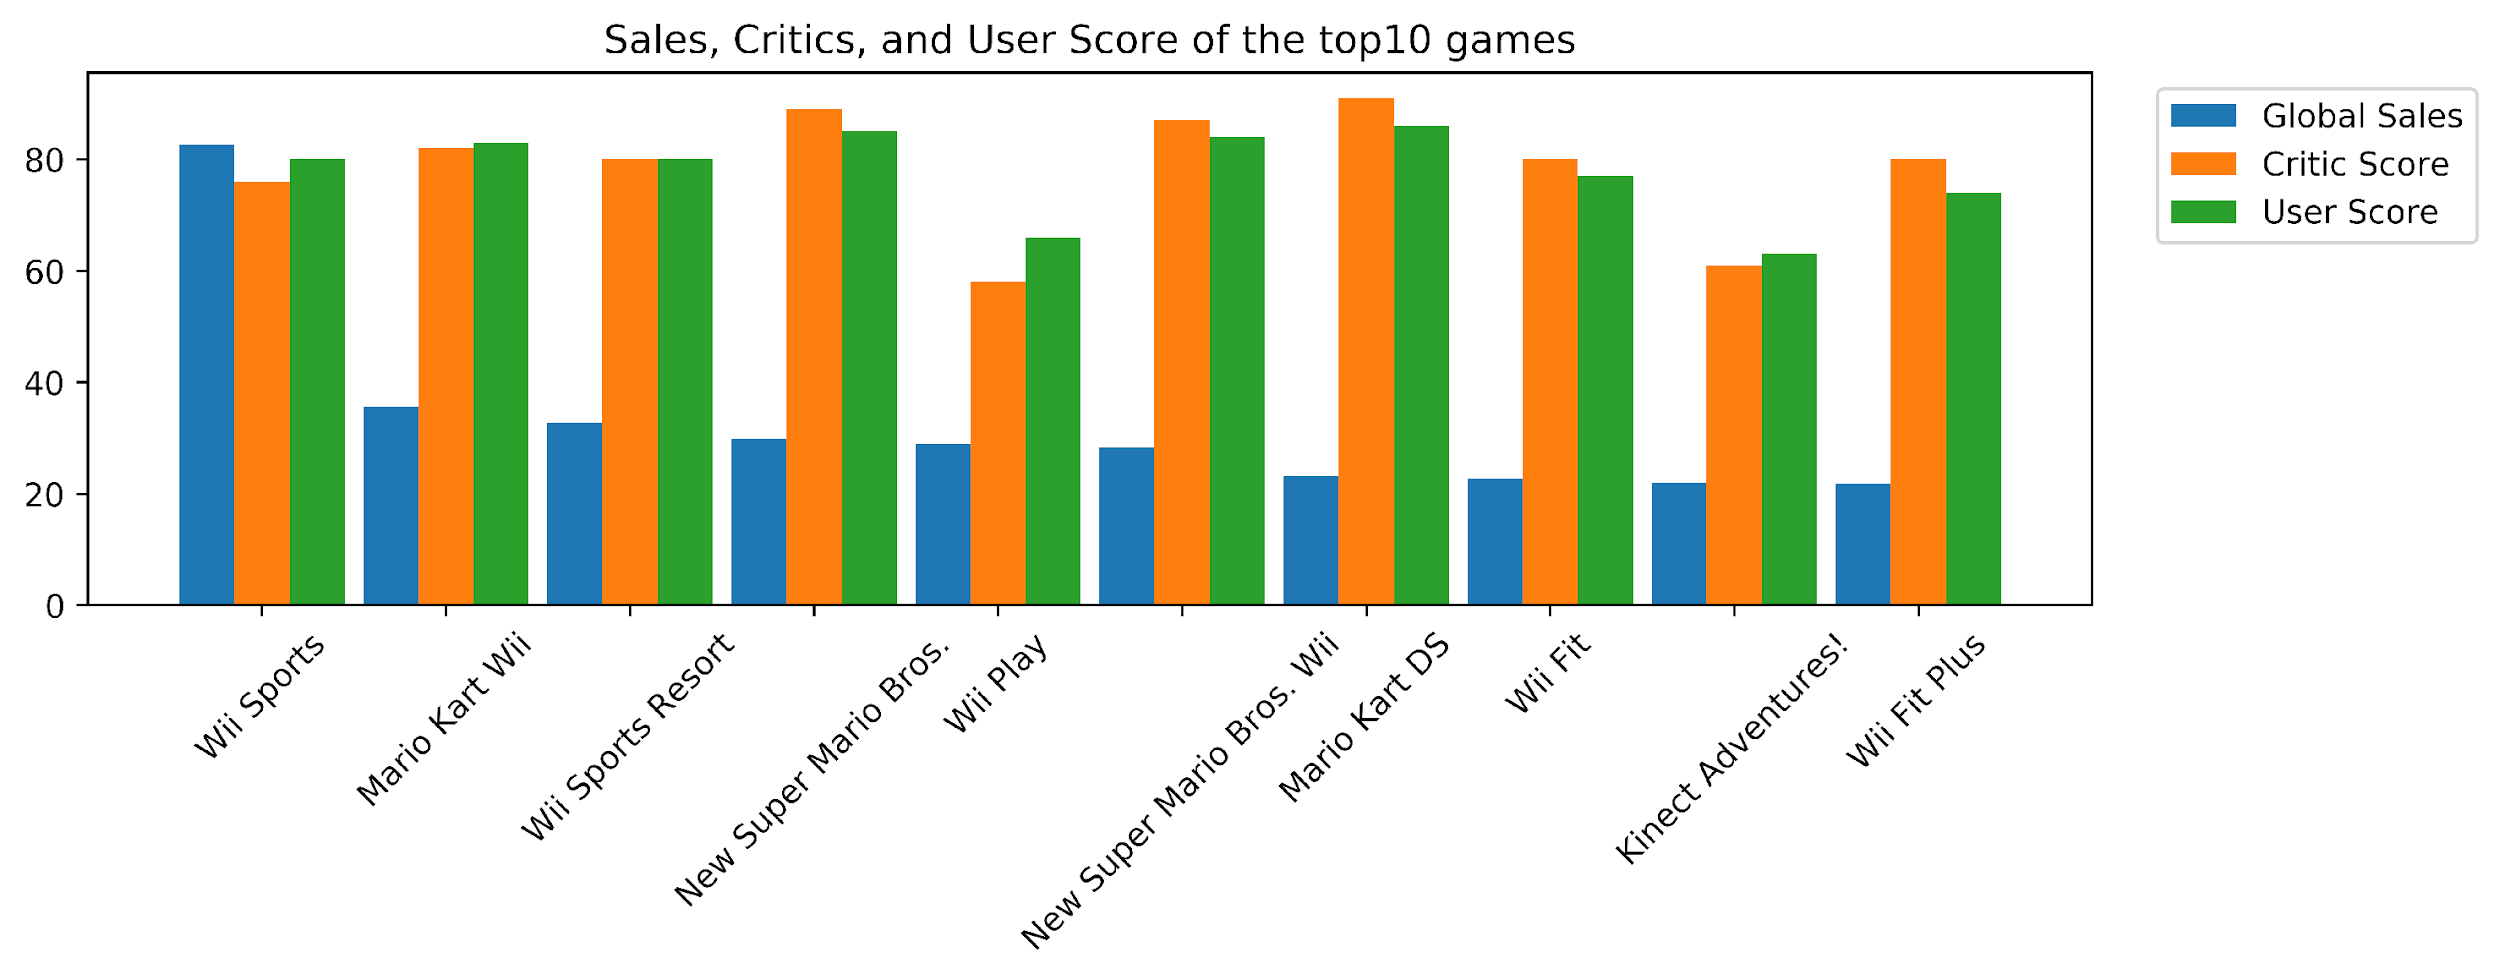 Sales, Critics, and User Score of the top10 games
Global Sales
Critic Score
User Score
80
60
40
20
0
Wii Sports
Mario Kart Wii
Wii Sports Resort
New Super Mario Bros.
Wii Play
New Super Mario Bros. Wii
Mario Kart DS
Wii Fit
Kinect Adventures!
Wii Fit Plus